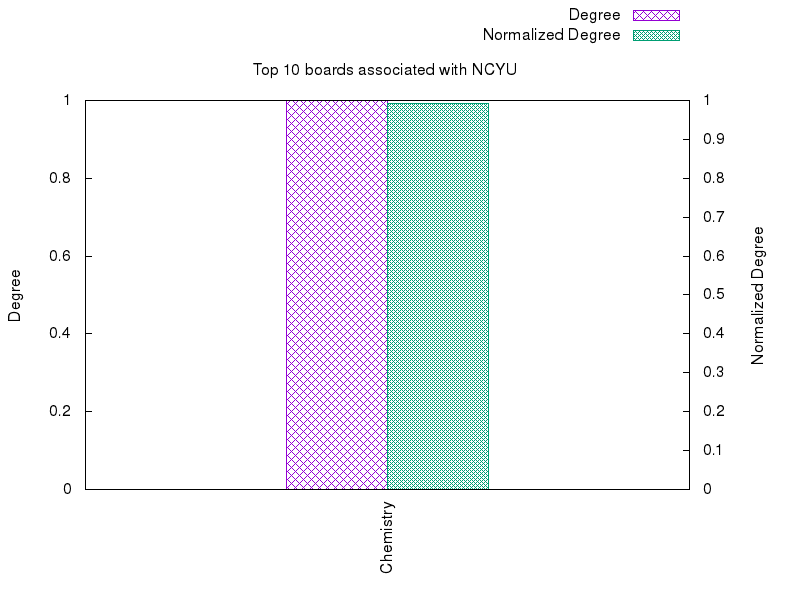 Degree
Normalized Degree
Top 10 boards associated with NCYU
1
0.8
0.6
0.4
0.2
0
1
0.9
0.8
0.7
0.6
0.5
0.4
0.3
0.2
0.1
0
Degree
Normalized Degree
Chemistry